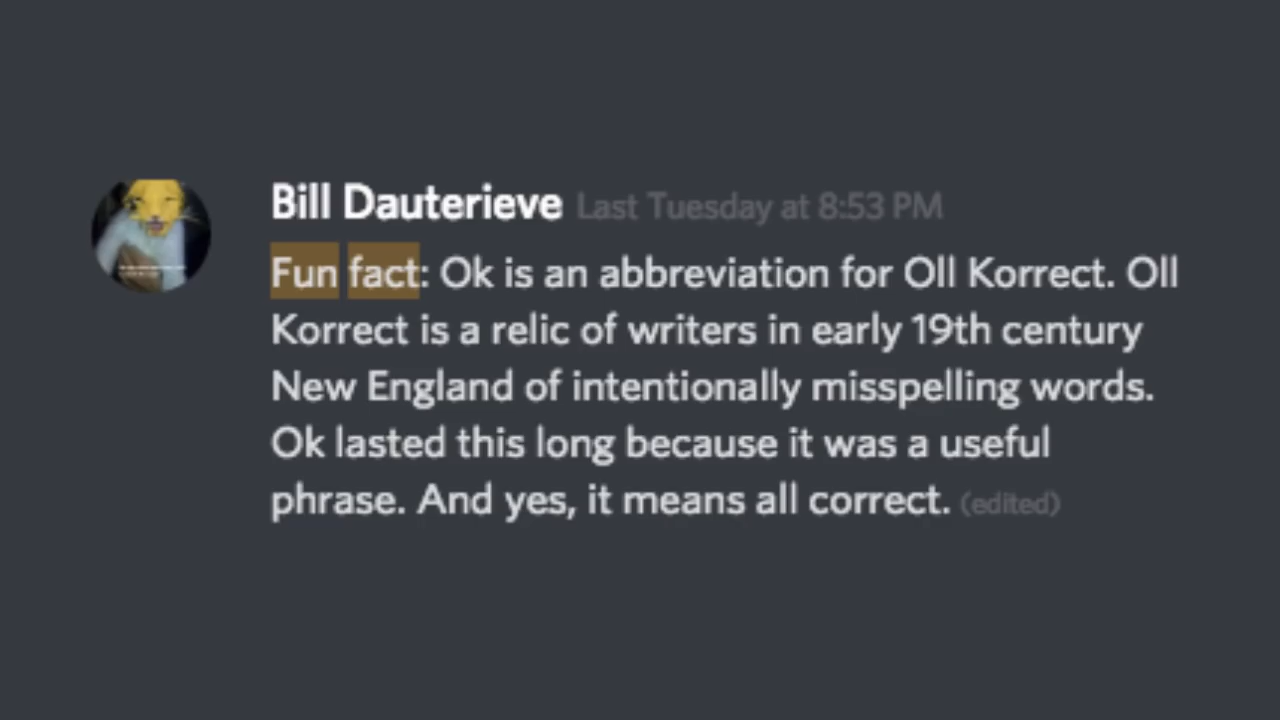 Bill Dauterieve Last Tuesday at 8:53 PM
Fun fact: Ok is an abbreviation for Oll Korrect. Oll
Korrect is a relic of writers in early 19th century
New England of intentionally misspelling words.
Ok lasted this long because it was a useful
phrase. And yes, it means all correct. (edited)